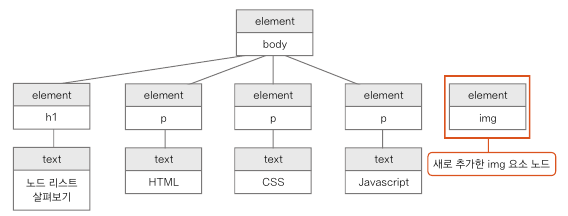 element
body
element element element element element
h1 p p p img
text text text text 새로 추가한 img 요소 노드
노드 리스트 HTML CSS Javascript
살펴보기